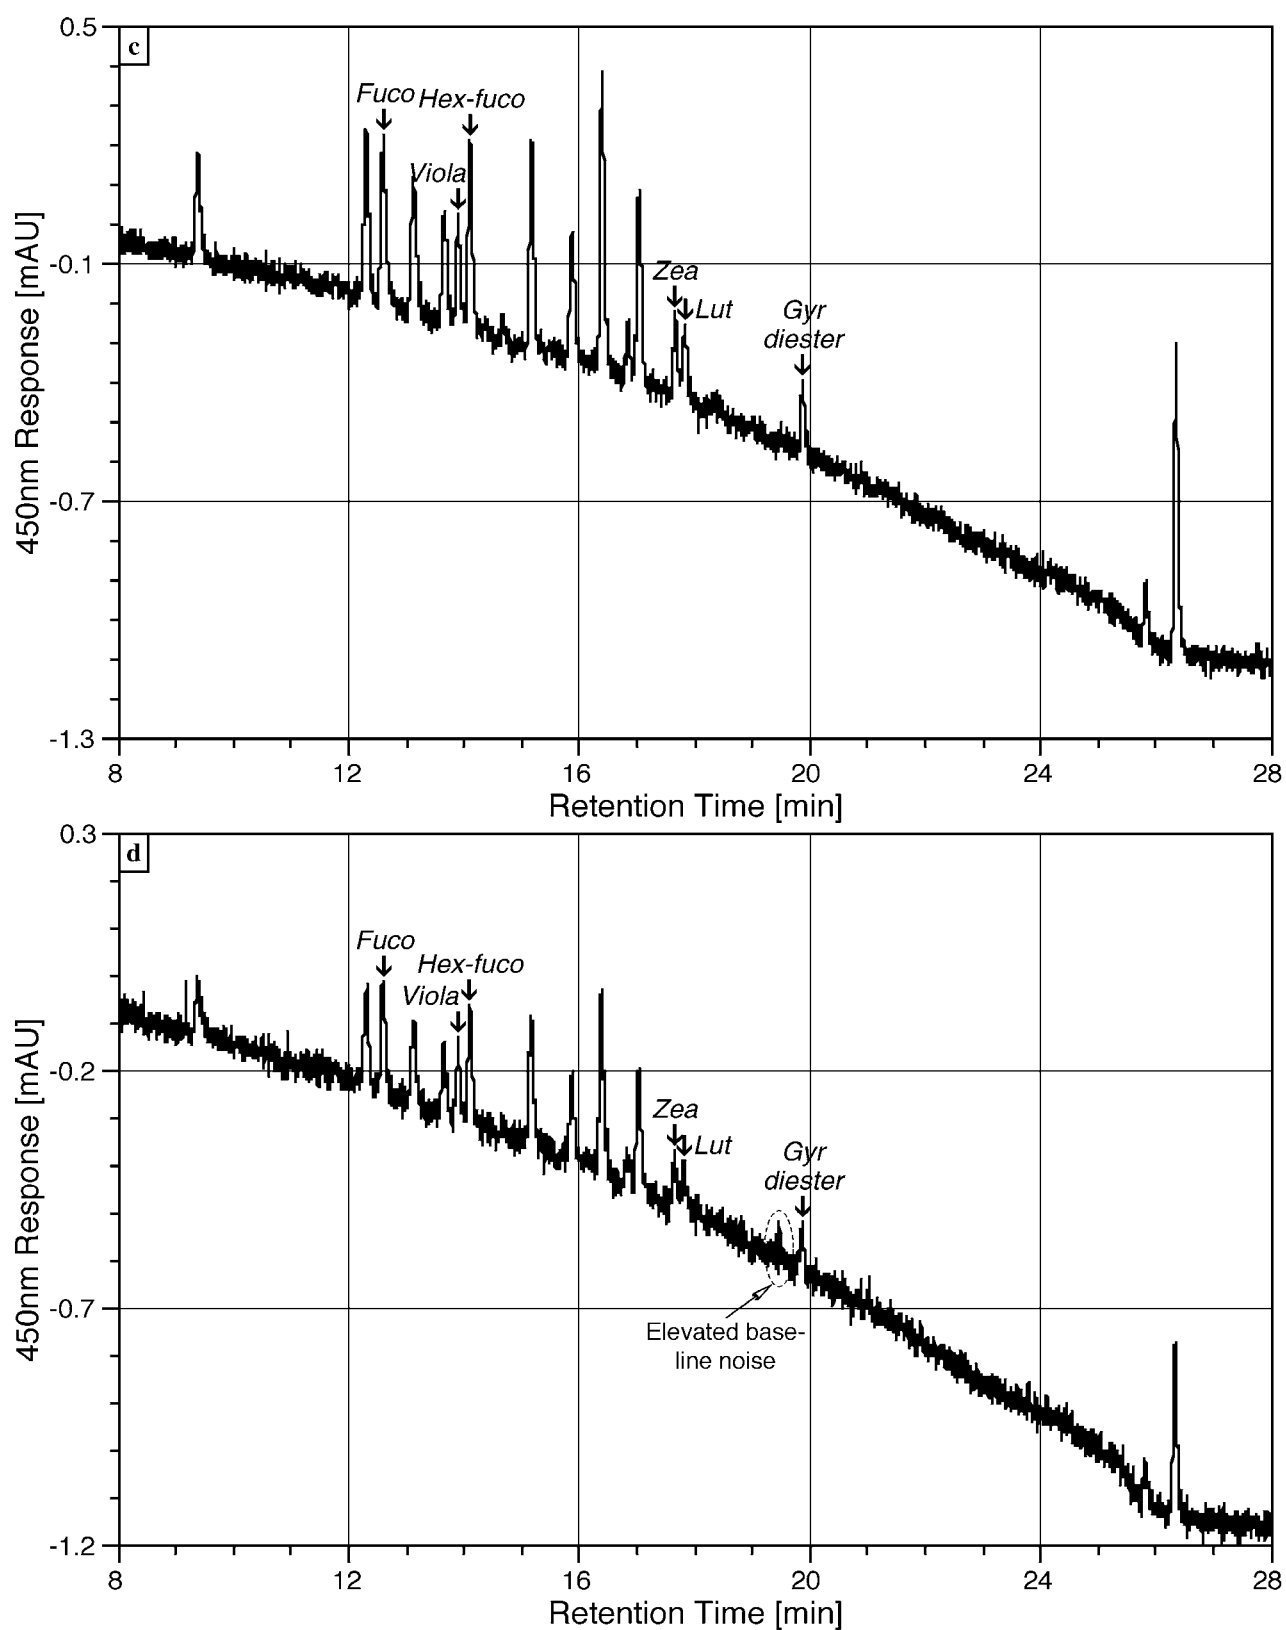 0.5
c
Fuco Hex-fuco
Viola
-0.1
Zea
Lut
Gyr
diester
450nm Response [mAU]
-0.7
-1.3
8 12 16 20 24 28
Retention Time [min]
0.3
d
Fuco
Hex-fuco
Viola
-0.2
Zea
Lut
Gyr
diester
450nm Response [mAU]
-0.7
Elevated base-
line noise
-1.2
8 12 16 20 24 28
Retention Time [min]